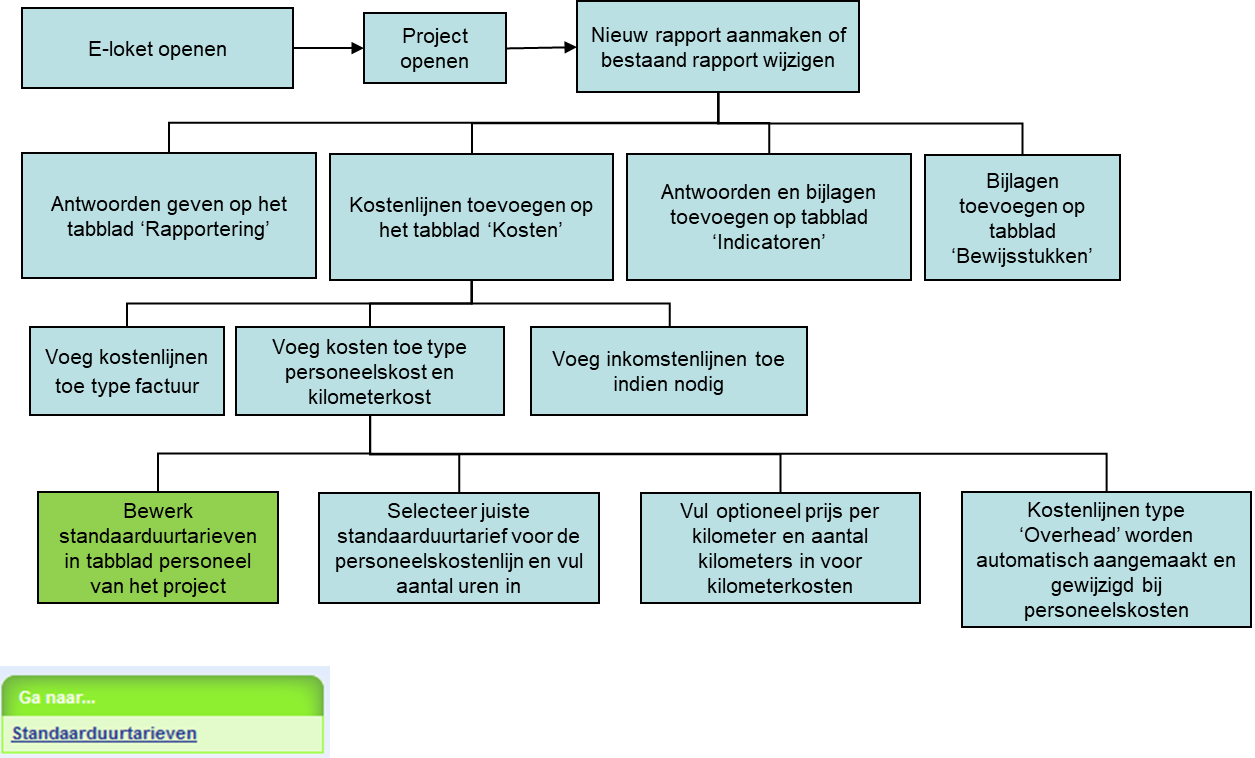 E-loket openen
Project
openen
Nieuw rapport aanmaken of
bestaand rapport wijzigen
Antwoorden geven op het
tabblad ‘Rapportering’
Kostenlijnen toevoegen op
het tabblad ‘Kosten’
Antwoorden en bijlagen
toevoegen op tabblad
‘Indicatoren’
Bijlagen
toevoegen op
tabblad
‘Bewijsstukken’
Voeg kostenlijnen
toe type factuur
Voeg kosten toe type
personeelskost en
kilometerkost
Voeg inkomstenlijnen toe
indien nodig
Bewerk
standaarduurtarieven
in tabblad personeel
van het project
Selecteer juiste
standaarduurtarief voor de
personeelskostenlijn en vul
aantal uren in
Vul optioneel prijs per
kilometer en aantal
kilometers in voor
kilometerkosten
Kostenlijnen type
‘Overhead’ worden
automatisch aangemaakt en
gewijzigd bij
personeelskosten
Ga naar...
Standaarduurtarieven